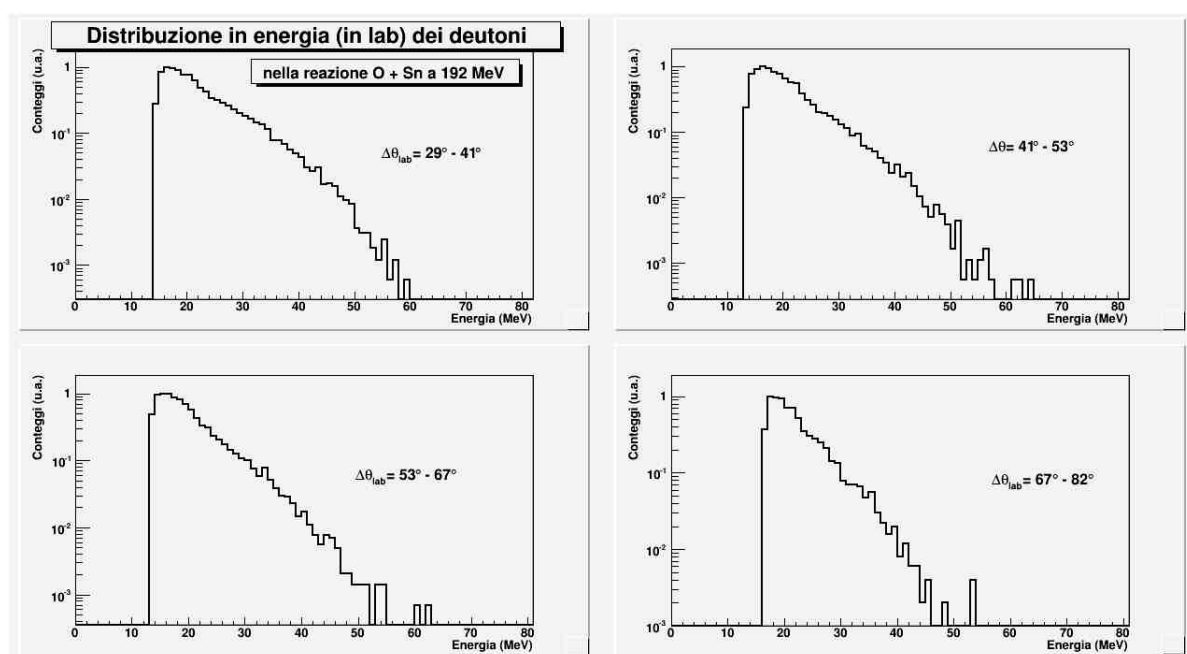 Distribuzione in energia (in lab) dei deutoni
nella reazione O + Sn a 192 MeV
Conteggi (u.a.)
1
10⁻¹
10⁻²
10⁻³
Δθlab= 29° - 41°
0 10 20 30 40 50 60 70 80
Energia (MeV)
Conteggi (u.a.)
1
10⁻¹
10⁻²
10⁻³
Δθ= 41° - 53°
0 10 20 30 40 50 60 70 80
Energia (MeV)
Conteggi (u.a.)
1
10⁻¹
10⁻²
10⁻³
Δθlab= 53° - 67°
0 10 20 30 40 50 60 70 80
Energia (MeV)
Conteggi (u.a.)
1
10⁻¹
10⁻²
10⁻³
Δθlab= 67° - 82°
0 10 20 30 40 50 60 70 80
Energia (MeV)